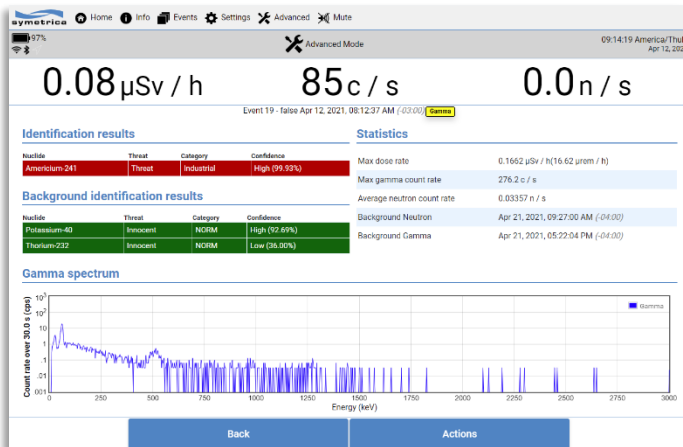 symetrica Home Info Events Settings Advanced Mute
97% Advanced Mode 09:14:19 America/Thul
Apr 12, 202
0.08 µSv / h 85 c / s 0.0 n / s
Event 19 - false Apr 12, 2021, 08:12:37 AM (-03:00) Gamma
Identification results
Nuclide Threat Category Confidence
Americium-241 Threat Industrial High (99.93%)
Background identification results
Nuclide Threat Category Confidence
Potassium-40 Innocent NORM High (92.69%)
Thorium-232 Innocent NORM Low (36.00%)
Statistics
Max dose rate 0.1662 µSv / h(16.62 µrem / h)
Max gamma count rate 276.2 c / s
Average neutron count rate 0.03357 n / s
Background Neutron Apr 21, 2021, 09:27:00 AM (-04:00)
Background Gamma Apr 21, 2021, 05:22:04 PM (-04:00)
Gamma spectrum
Count rate over 30.0 s (cps)
10³
10²
10
1
.1
.01
.001
Gamma
0 250 500 750 1000 1250 1500 1750 2000 2250 2500 2750 3000
Energy (keV)
Back Actions